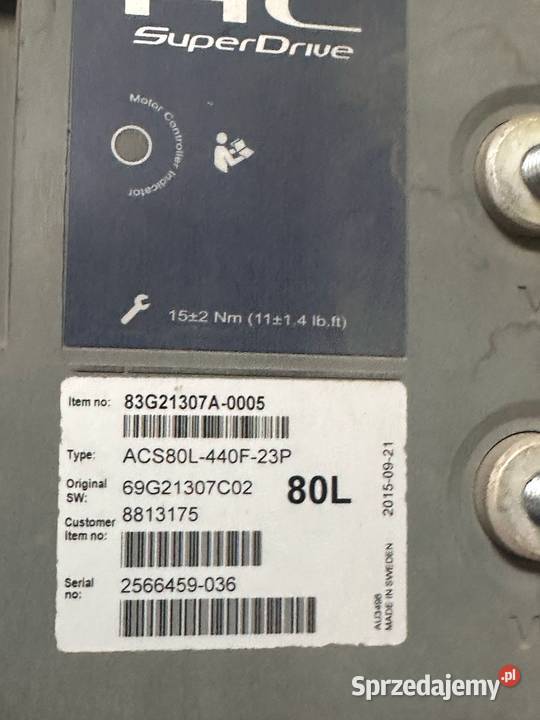 SuperDrive
Motor Controller Indicator
15±2 Nm (11±1,4 lb.ft)
Item no: 83G21307A-0005
Type: ACS80L-440F-23P
Original SW: 69G21307C02
80L
Customer Item no: 8813175
Serial no: 2566459-036
2015-09-21
AU3498
MADE IN SWEDEN
Sprzedajemy.pl